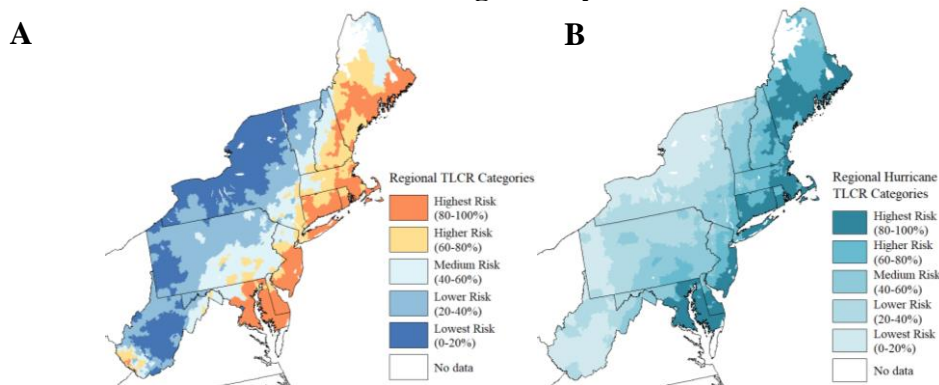 A
B
Regional TLCR Categories
Highest Risk
(80-100%)
Higher Risk
(60-80%)
Medium Risk
(40-60%)
Lower Risk
(20-40%)
Lowest Risk
(0-20%)
No data
Regional Hurricane
TLCR Categories
Highest Risk
(80-100%)
Higher Risk
(60-80%)
Medium Risk
(40-60%)
Lower Risk
(20-40%)
Lowest Risk
(0-20%)
No data